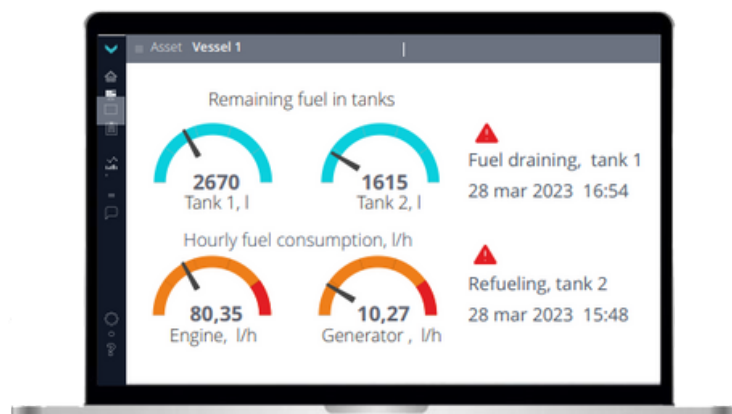 Asset Vessel 1
Remaining fuel in tanks
2670
Tank 1, l
1615
Tank 2, l
Fuel draining, tank 1
28 mar 2023 16:54
Hourly fuel consumption, l/h
80,35
Engine, l/h
10,27
Generator , l/h
Refueling, tank 2
28 mar 2023 15:48